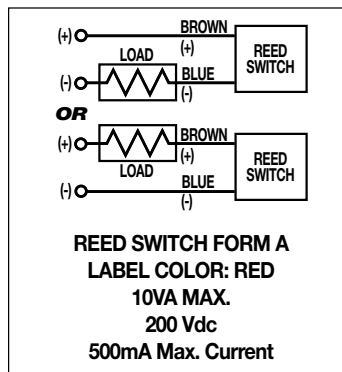 (+) BROWN
(+)
LOAD
REED
SWITCH
(-) BLUE
(-)
OR
(+) BROWN
(+)
LOAD
REED
SWITCH
(-) BLUE
(-)
REED SWITCH FORM A
LABEL COLOR: RED
10VA MAX.
200 Vdc
500mA Max. Current